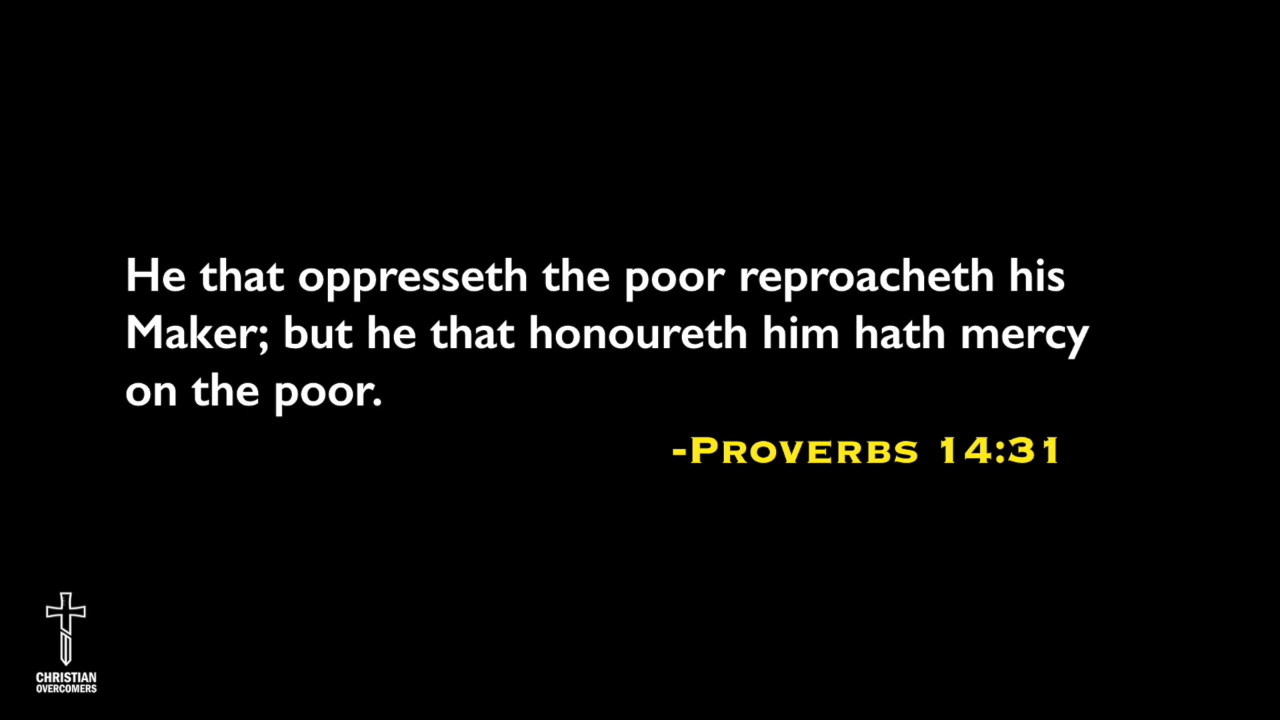 He that oppresseth the poor reproacheth his
Maker; but he that honoureth him hath mercy
on the poor.
-Proverbs 14:31
CHRISTIAN
OVERCOMERS